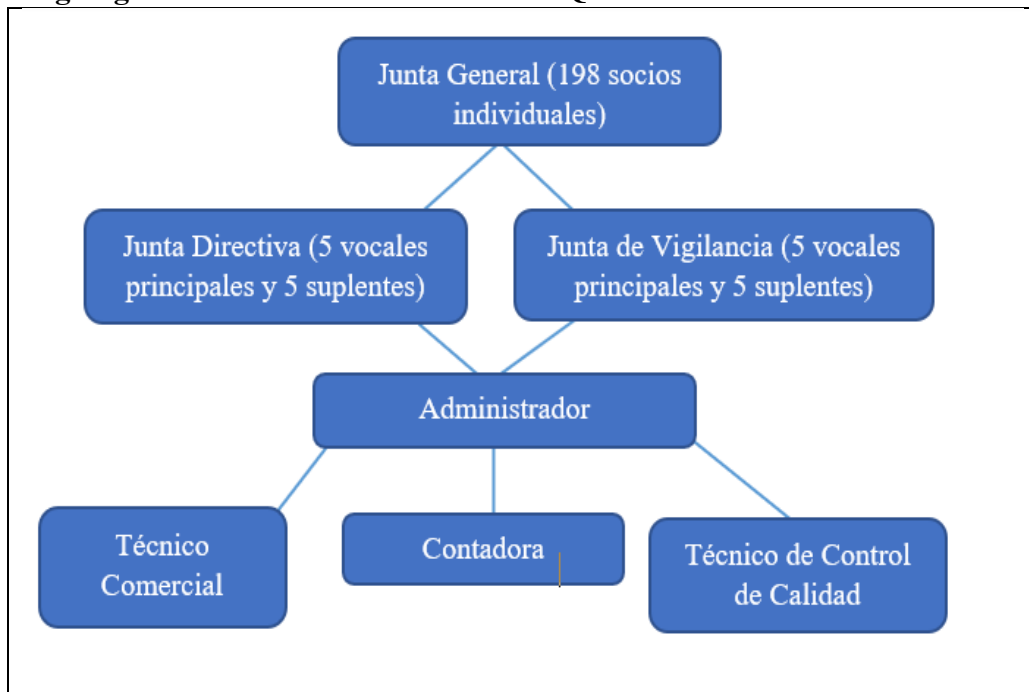 Junta General (198 socios
individuales)
Junta Directiva (5 vocales
principales y 5 suplentes)
Junta de Vigilancia (5 vocales
principales y 5 suplentes)
Administrador
Técnico
Comercial
Contadora
Técnico de Control
de Calidad